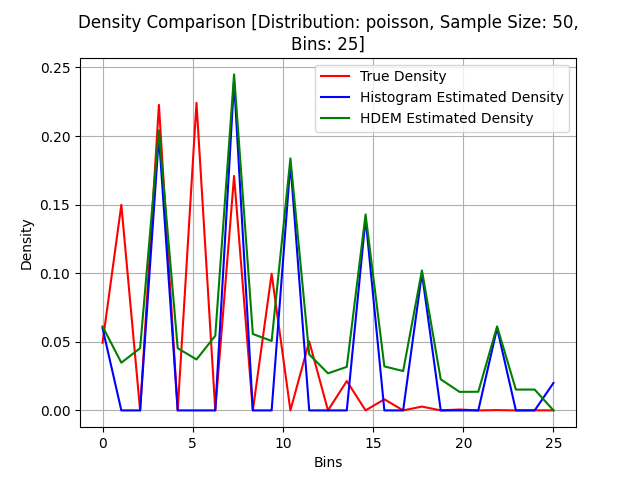 Density Comparison [Distribution: poisson, Sample Size: 50,
Bins: 25]
True Density
Histogram Estimated Density
HDEM Estimated Density
Density
0.25
0.20
0.15
0.10
0.05
0.00
0 5 10 15 20 25
Bins